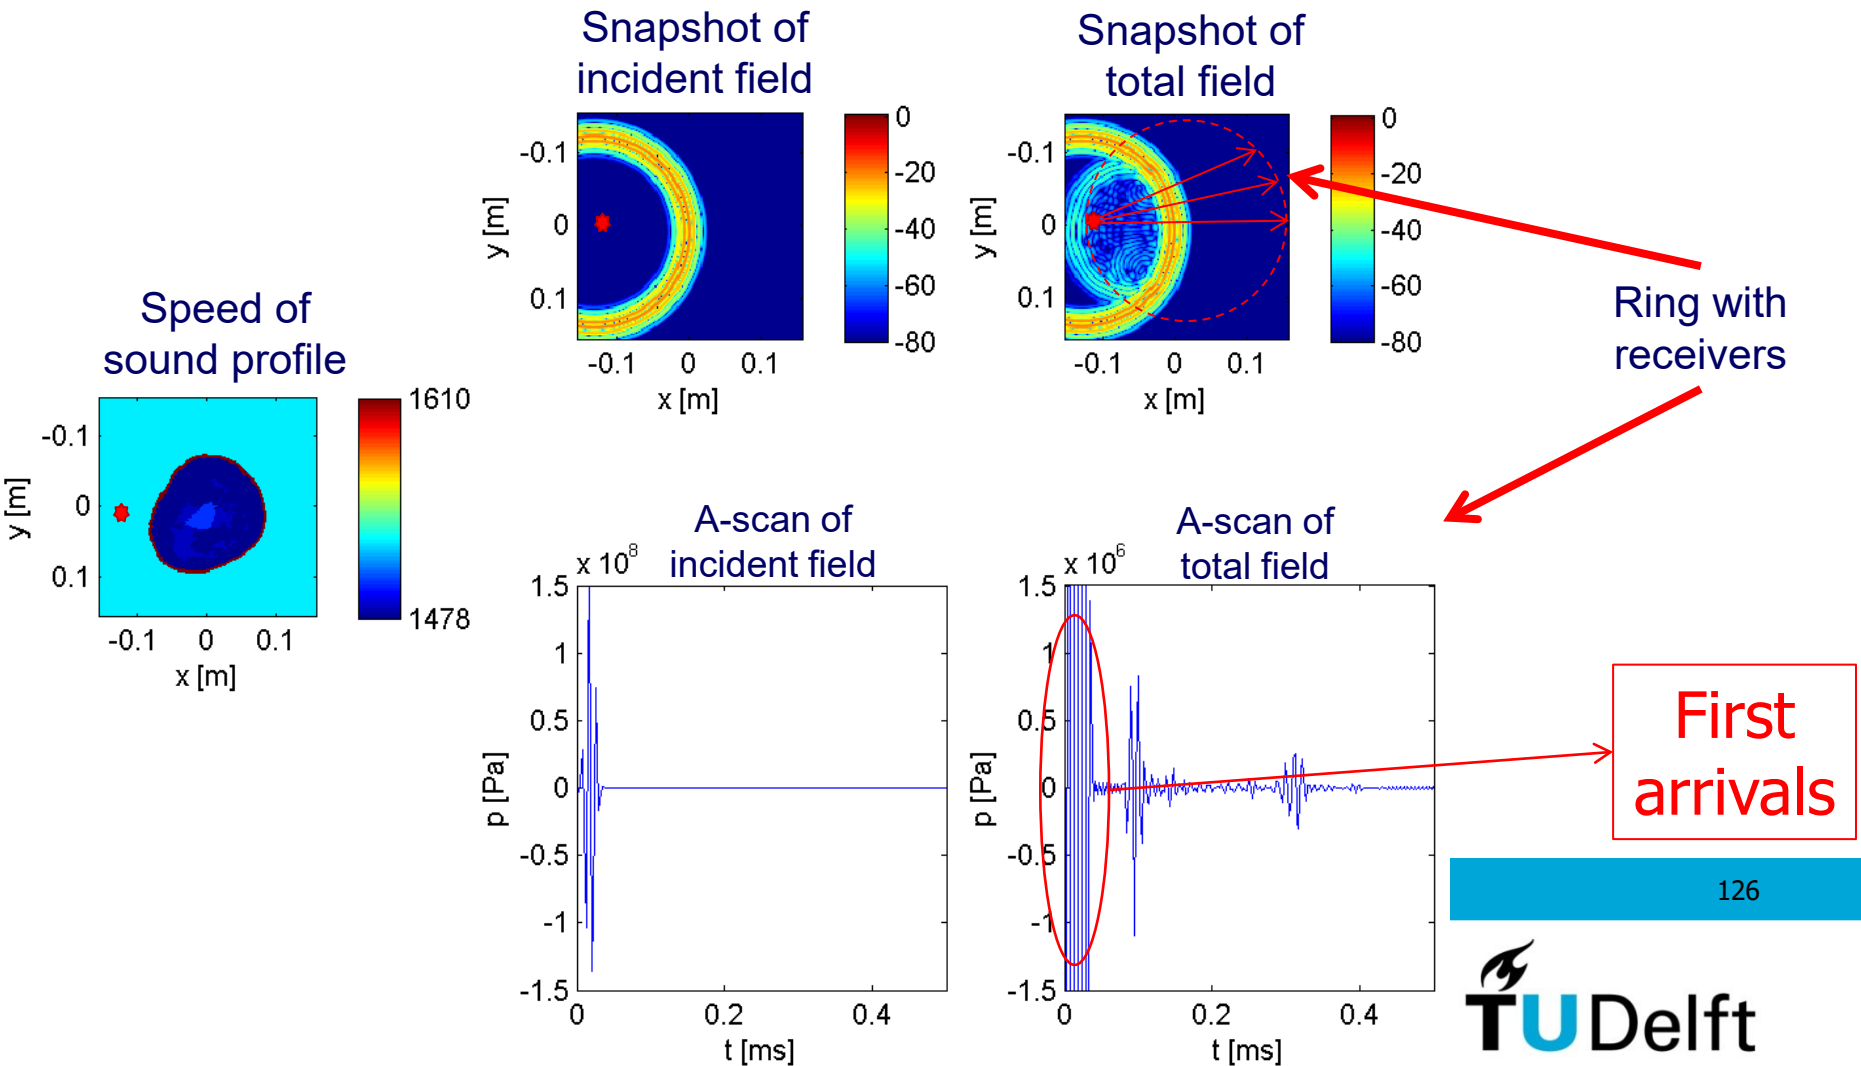 Snapshot of
incident field
0
-20
-40
-60
-80
-0.1
0
0.1
y [m]
-0.1
0
0.1
x [m]
Snapshot of
total field
0
-20
-40
-60
-80
-0.1
0
0.1
y [m]
-0.1
0
0.1
x [m]
Ring with
receivers
Speed of
sound profile
1610
1478
-0.1
0
0.1
y [m]
-0.1
0
0.1
x [m]
A-scan of
incident field
x 10^8
1.5
1
0.5
0
-0.5
-1
-1.5
p [Pa]
0
0.2
0.4
t [ms]
A-scan of
total field
x 10^6
1.5
1
0.5
0
-0.5
-1
-1.5
p [Pa]
0
0.2
0.4
t [ms]
First
arrivals
126
TU Delft